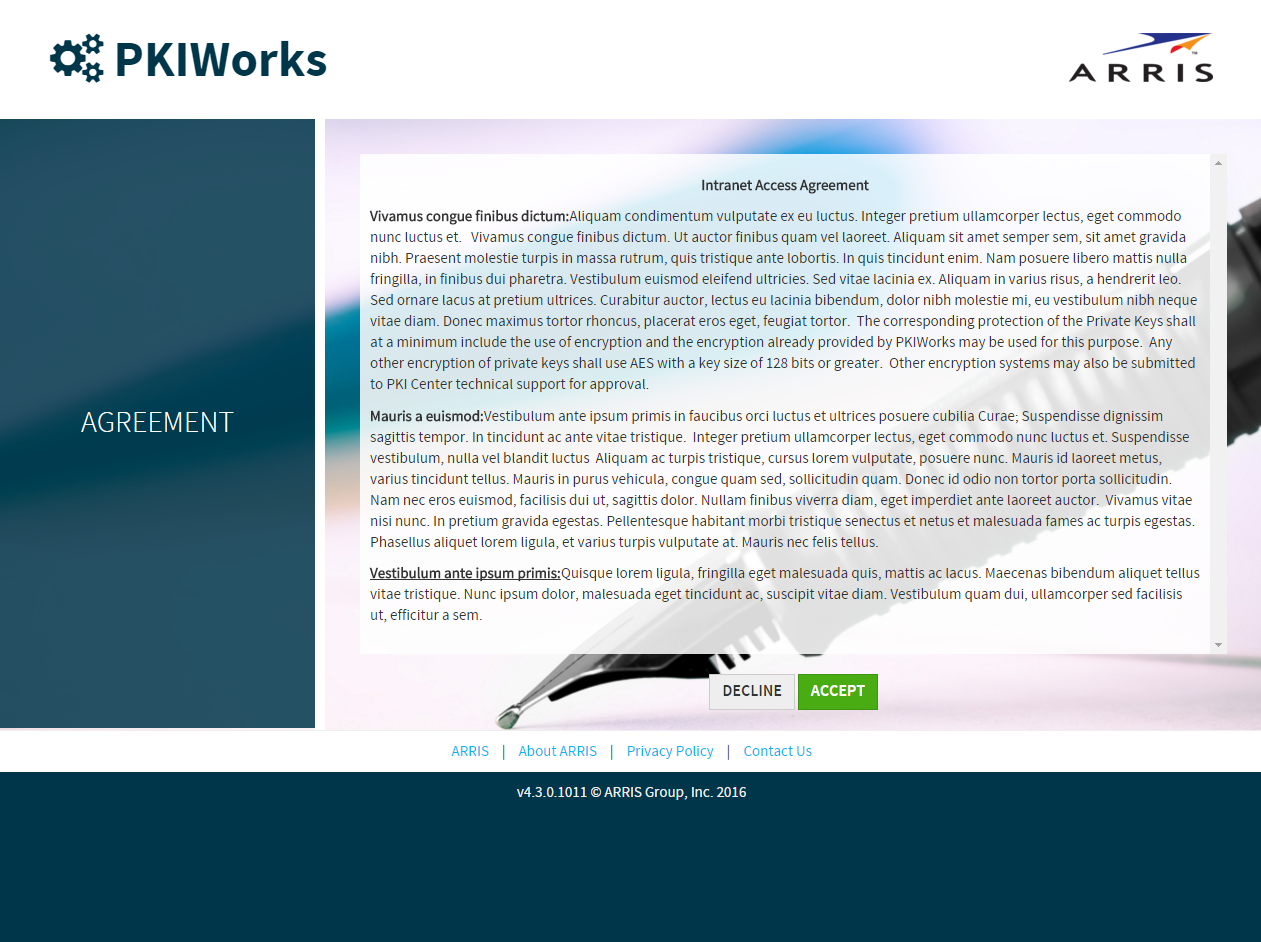 PKIWorks
ARRIS
AGREEMENT
Intranet Access Agreement
Vivamus congue finibus dictum:Aliquam condimentum vulputate ex eu luctus. Integer pretium ullamcorper lectus, eget commodo
nunc luctus et.   Vivamus congue finibus dictum. Ut auctor finibus quam vel laoreet. Aliquam sit amet semper sem, sit amet gravida
nibh. Praesent molestie turpis in massa rutrum, quis tristique ante lobortis. In quis tincidunt enim. Nam posuere libero mattis nulla
fringilla, in finibus dui pharetra. Vestibulum euismod eleifend ultricies. Sed vitae lacinia ex. Aliquam in varius risus, a hendrerit leo.
Sed ornare lacus at pretium ultrices. Curabitur auctor, lectus eu lacinia bibendum, dolor nibh molestie mi, eu vestibulum nibh neque
vitae diam. Donec maximus tortor rhoncus, placerat eros eget, feugiat tortor.  The corresponding protection of the Private Keys shall
at a minimum include the use of encryption and the encryption already provided by PKIWorks may be used for this purpose.  Any
other encryption of private keys shall use AES with a key size of 128 bits or greater.  Other encryption systems may also be submitted
to PKI Center technical support for approval.
Mauris a euismod:Vestibulum ante ipsum primis in faucibus orci luctus et ultrices posuere cubilia Curae; Suspendisse dignissim
sagittis tempor. In tincidunt ac ante vitae tristique.  Integer pretium ullamcorper lectus, eget commodo nunc luctus et. Suspendisse
vestibulum, nulla vel blandit luctus  Aliquam ac turpis tristique, cursus lorem vulputate, posuere nunc. Mauris id laoreet metus,
varius tincidunt tellus. Mauris in purus vehicula, congue quam sed, sollicitudin quam. Donec id odio non tortor porta sollicitudin.
Nam nec eros euismod, facilisis dui ut, sagittis dolor. Nullam finibus viverra diam, eget imperdiet ante laoreet auctor.  Vivamus vitae
nisi nunc. In pretium gravida egestas. Pellentesque habitant morbi tristique senectus et netus et malesuada fames ac turpis egestas.
Phasellus aliquet lorem ligula, et varius turpis vulputate at. Mauris nec felis tellus.
Vestibulum ante ipsum primis:Quisque lorem ligula, fringilla eget malesuada quis, mattis ac lacus. Maecenas bibendum aliquet tellus
vitae tristique. Nunc ipsum dolor, malesuada eget tincidunt ac, suscipit vitae diam. Vestibulum quam dui, ullamcorper sed facilisis
ut, efficitur a sem.
DECLINE ACCEPT
ARRIS | About ARRIS | Privacy Policy | Contact Us
v4.3.0.1011 © ARRIS Group, Inc. 2016